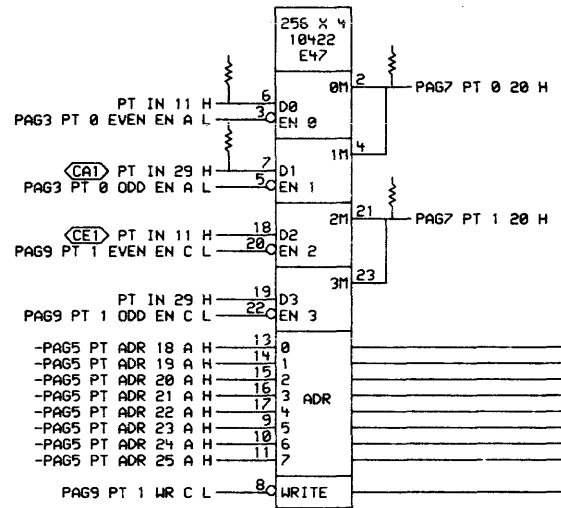 256 X 4
10422
E47
0M 2 PAG7 PT 0 20 H
PT IN 11 H 6 D0
PAG3 PT 0 EVEN EN A L 3 EN 0
1M 4
CA1 PT IN 29 H 7 D1
PAG3 PT 0 ODD EN A L 5 EN 1
2M 21 PAG7 PT 1 20 H
CE1 PT IN 11 H 18 D2
PAG9 PT 1 EVEN EN C L 20 EN 2
3M 23
PT IN 29 H 19 D3
PAG9 PT 1 ODD EN C L 22 EN 3
-PAG5 PT ADR 18 A H 13 0
-PAG5 PT ADR 19 A H 14 1
-PAG5 PT ADR 20 A H 15 2
-PAG5 PT ADR 21 A H 16 3 ADR
-PAG5 PT ADR 22 A H 17 4
-PAG5 PT ADR 23 A H 9 5
-PAG5 PT ADR 24 A H 10 6
-PAG5 PT ADR 25 A H 11 7
PAG9 PT 1 WR C L 8 WRITE